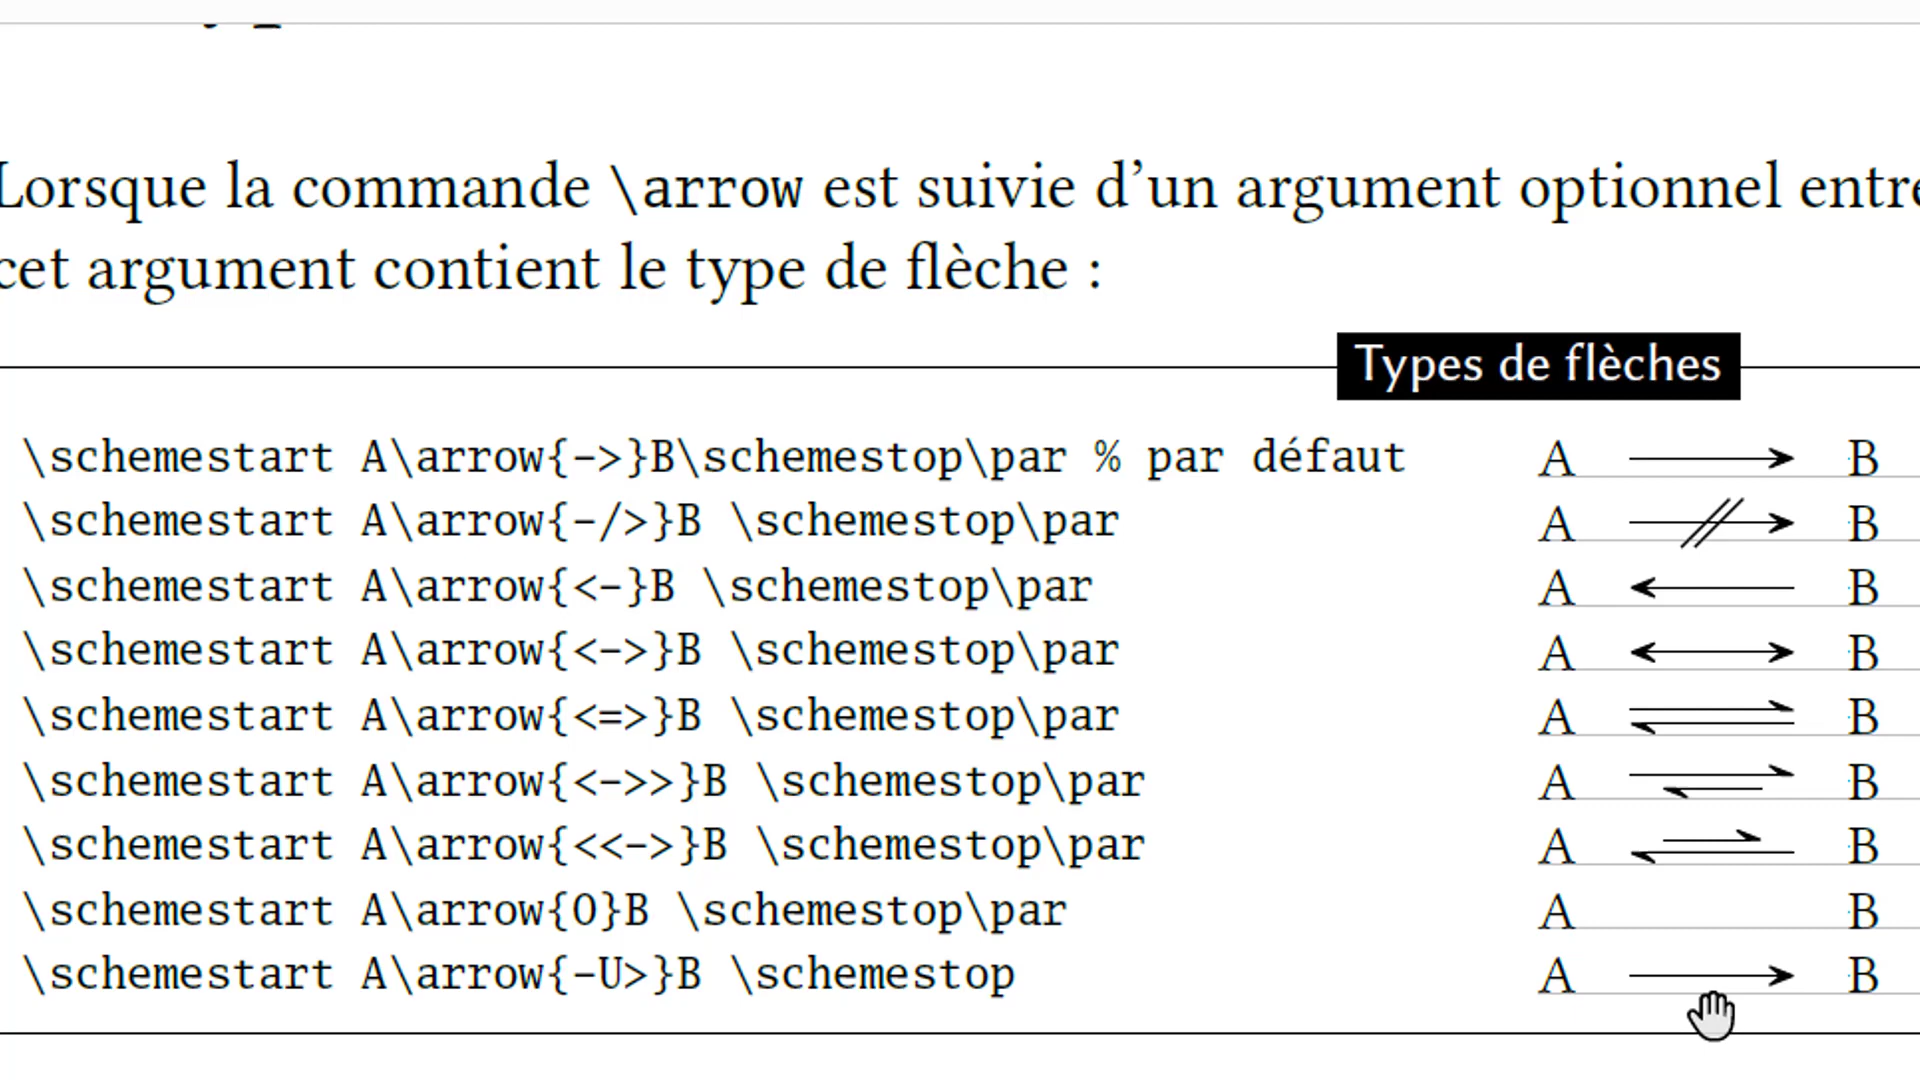 Lorsque la commande \arrow est suivie d’un argument optionnel entre
cet argument contient le type de flèche :
Types de flèches
\schemestart A\arrow{->}B\schemestop\par % par défaut A B
\schemestart A\arrow{-/>}B \schemestop\par A B
\schemestart A\arrow{<-}B \schemestop\par A B
\schemestart A\arrow{<->}B \schemestop\par A B
\schemestart A\arrow{<=>}B \schemestop\par A B
\schemestart A\arrow{<->>}B \schemestop\par A B
\schemestart A\arrow{<<->}B \schemestop\par A B
\schemestart A\arrow{0}B \schemestop\par A B
\schemestart A\arrow{-U>}B \schemestop A B